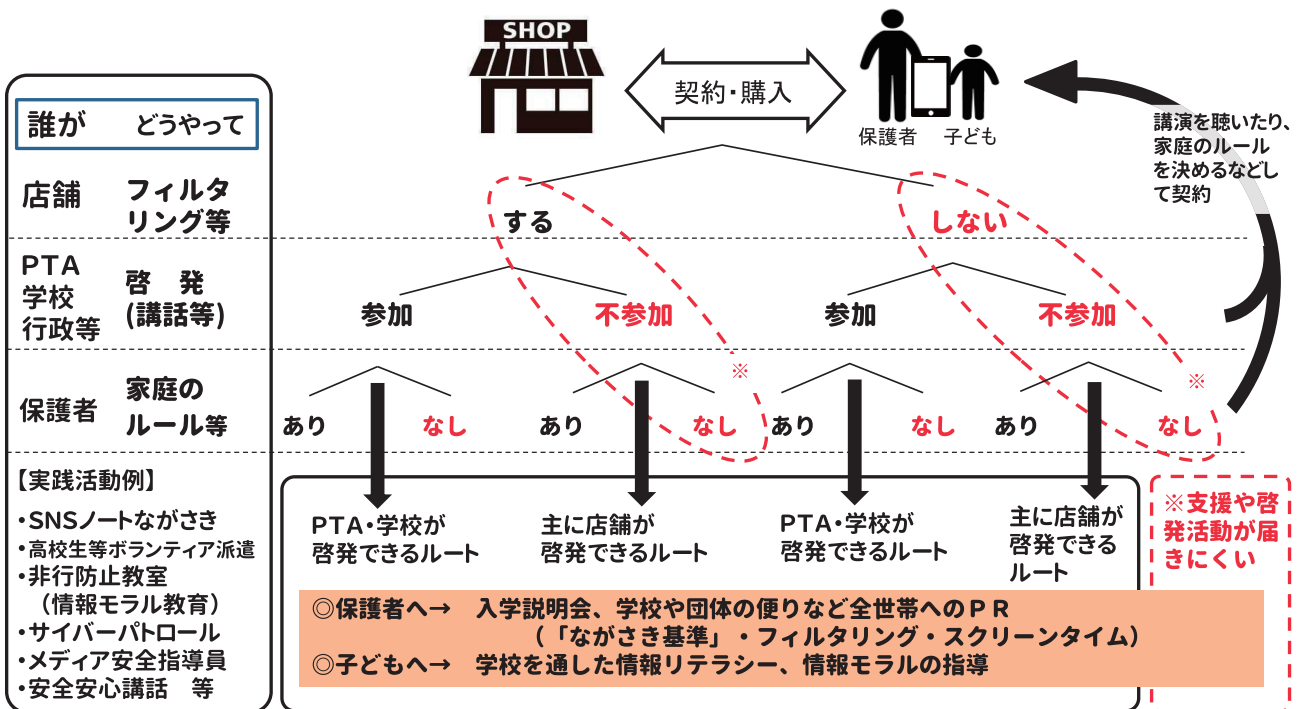 SHOP
契約・購入
保護者　子ども
講演を聴いたり、
家庭のルール
を決めるなどし
て契約
誰が　どうやって
店舗　フィルタ
リング等
する　しない
PTA
学校
行政等
啓　発
(講話等)
参加　不参加　参加　不参加
保護者
家庭の
ルール等
※　※
あり　なし　あり　なし　あり　なし　あり　なし
【実践活動例】
・SNSノートながさき
・高校生等ボランティア派遣
・非行防止教室
（情報モラル教育）
・サイバーパトロール
・メディア安全指導員
・安全安心講話　等
PTA・学校が
啓発できるルート
主に店舗が
啓発できるルート
PTA・学校が
啓発できるルート
主に店舗が
啓発できる
ルート
※支援や啓
発活動が届
きにくい
◎保護者へ→　入学説明会、学校や団体の便りなど全世帯へのＰＲ
（「ながさき基準」・フィルタリング・スクリーンタイム）
◎子どもへ→　学校を通した情報リテラシー、情報モラルの指導